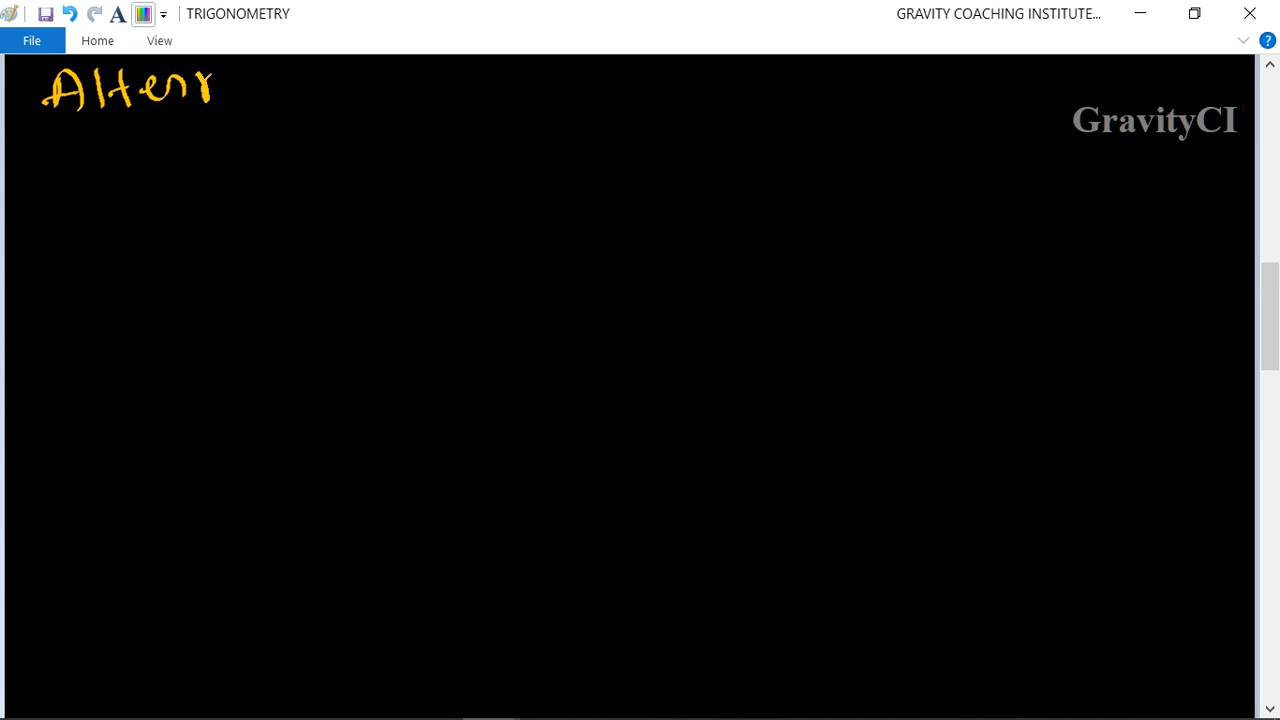 TRIGONOMETRY
GRAVITY COACHING INSTITUTE...
File Home View
Altern
GravityCI